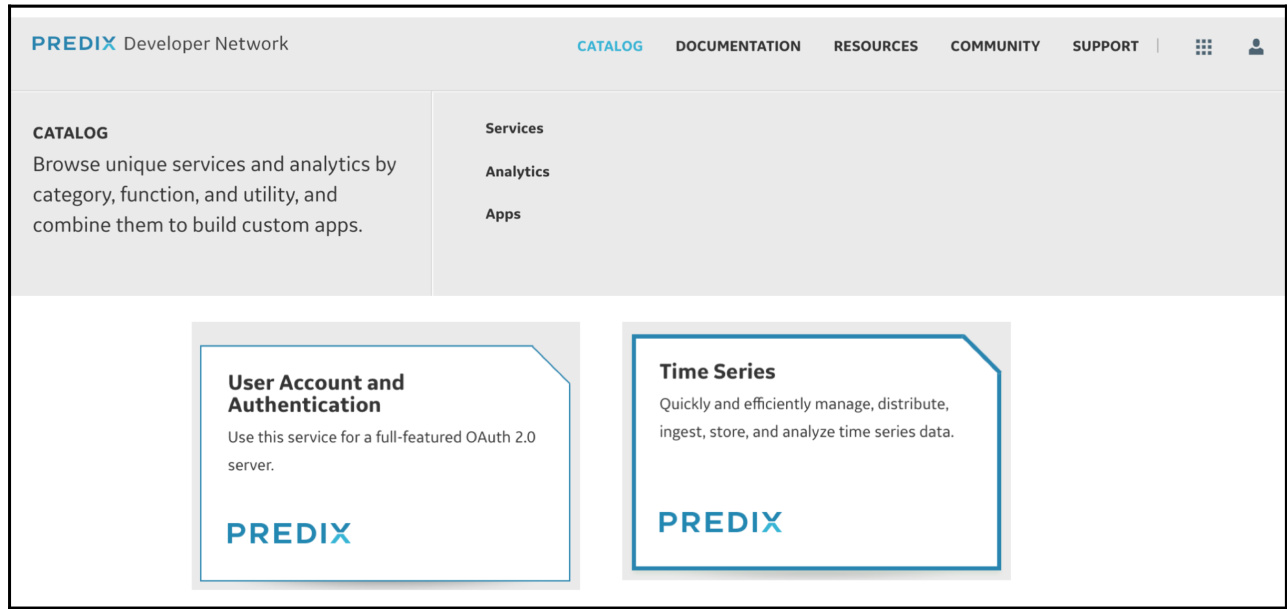 PREDIX Developer Network
CATALOG DOCUMENTATION RESOURCES COMMUNITY SUPPORT
CATALOG
Browse unique services and analytics by
category, function, and utility, and
combine them to build custom apps.
Services
Analytics
Apps
User Account and
Authentication
Use this service for a full-featured OAuth 2.0
server.
PREDIX
Time Series
Quickly and efficiently manage, distribute,
ingest, store, and analyze time series data.
PREDIX